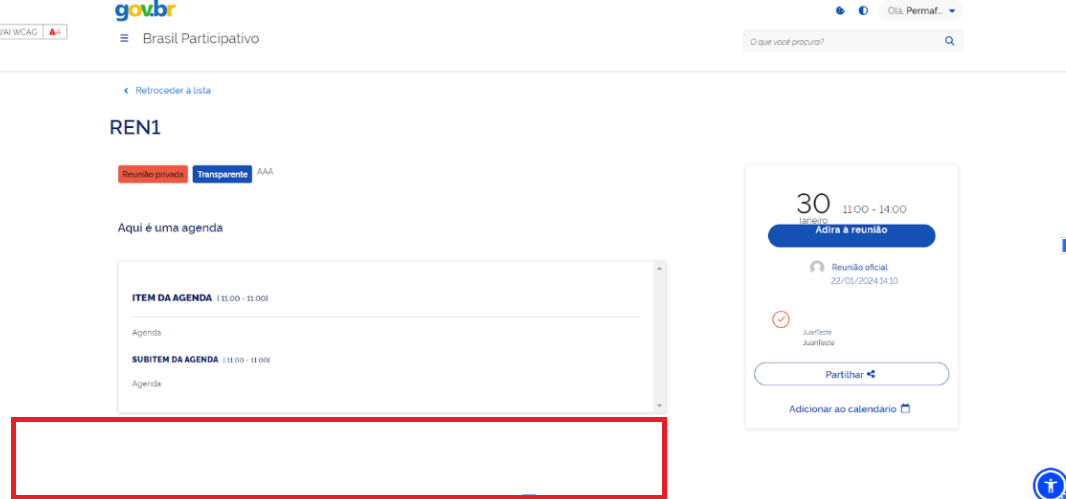 gov.br
Olá, Permaf...
/AI WCAG 4
Brasil Participativo
O que você procura?
Retroceder à lista
REN1
Reunião privada Transparente AAA
30 11:00 - 14:00
janeiro
Adira à reunião
Aqui é uma agenda
Reunião oficial
22/01/2024 14:10
ITEM DA AGENDA [ 11:00 - 11:00]
Agenda
SUBITEM DA AGENDA [ 11:00 - 11:00]
Agenda
JuanTeste
JuanTeste
Partilhar
Adicionar ao calendário